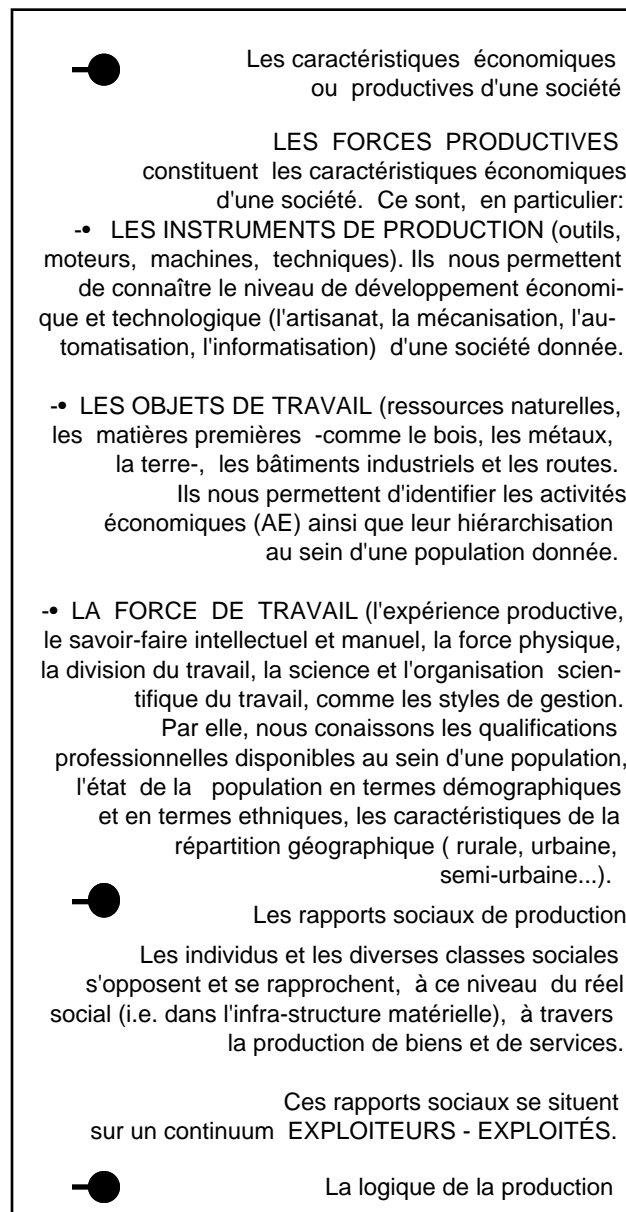 Les caractéristiques économiques
ou productives d'une société
LES FORCES PRODUCTIVES
constituent les caractéristiques économiques
d'une société. Ce sont, en particulier:
-• LES INSTRUMENTS DE PRODUCTION (outils,
moteurs, machines, techniques). Ils nous permettent
de connaître le niveau de développement économi-
que et technologique (l'artisanat, la mécanisation, l'au-
tomatisation, l'informatisation) d'une société donnée.
-• LES OBJETS DE TRAVAIL (ressources naturelles,
les matières premières -comme le bois, les métaux,
la terre-, les bâtiments industriels et les routes.
Ils nous permettent d'identifier les activités
économiques (AE) ainsi que leur hiérarchisation
au sein d'une population donnée.
-• LA FORCE DE TRAVAIL (l'expérience productive,
le savoir-faire intellectuel et manuel, la force physique,
la division du travail, la science et l'organisation scien-
tifique du travail, comme les styles de gestion.
Par elle, nous conaissons les qualifications
professionnelles disponibles au sein d'une population,
l'état de la population en termes démographiques
et en termes ethniques, les caractéristiques de la
répartition géographique ( rurale, urbaine,
semi-urbaine...).
Les rapports sociaux de production
Les individus et les diverses classes sociales
s'opposent et se rapprochent, à ce niveau du réel
social (i.e. dans l'infra-structure matérielle), à travers
la production de biens et de services.
Ces rapports sociaux se situent
sur un continuum EXPLOITEURS - EXPLOITÉS.
La logique de la production